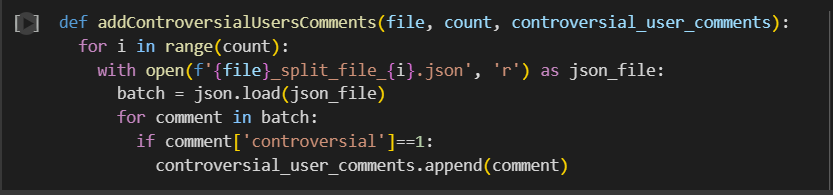 def addControversialUsersComments(file, count, controversial_user_comments):
  for i in range(count):
    with open(f'{file}_split_file_{i}.json', 'r') as json_file:
      batch = json.load(json_file)
      for comment in batch:
        if comment['controversial']==1:
          controversial_user_comments.append(comment)